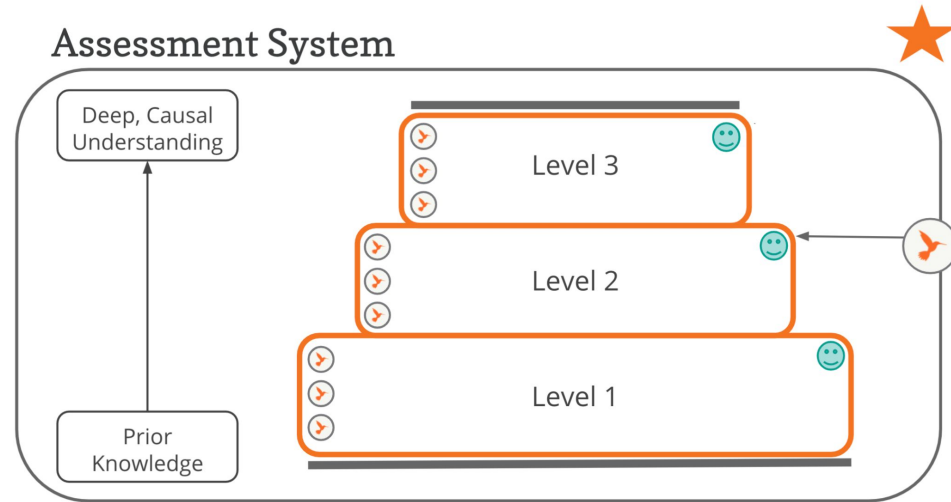 Assessment System
Deep, Causal
Understanding
Level 3
Level 2
Level 1
Prior
Knowledge